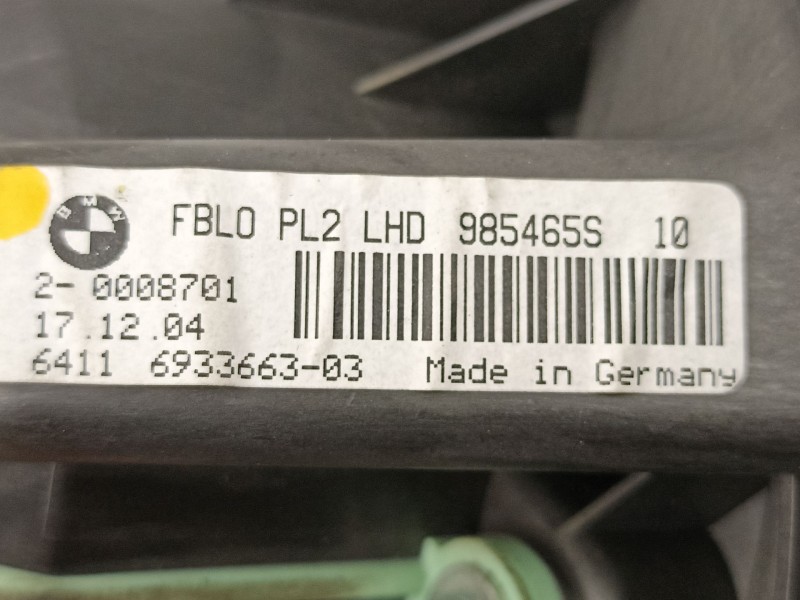 BMW
FBLO PL2 LHD 985465S 10
2- 0008701
17.12.04
6411 6933663-03 Made in Germany